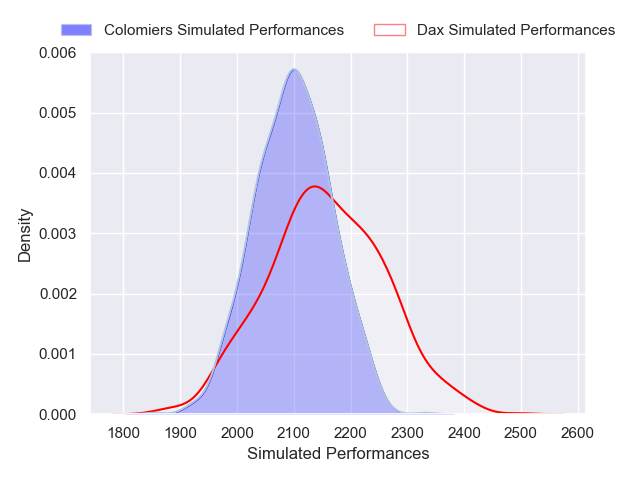 Colomiers Simulated Performances Dax Simulated Performances
0.006
0.005
0.004
0.003
0.002
0.001
0.000
Density
1800 1900 2000 2100 2200 2300 2400 2500 2600
Simulated Performances